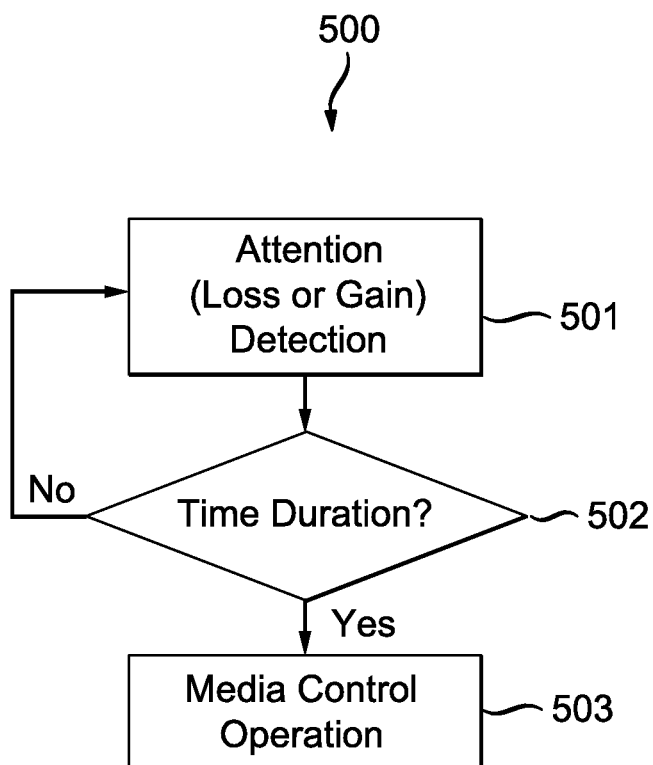 500
Attention
(Loss or Gain)
Detection
501
No
Time Duration?
502
Yes
Media Control
Operation
503